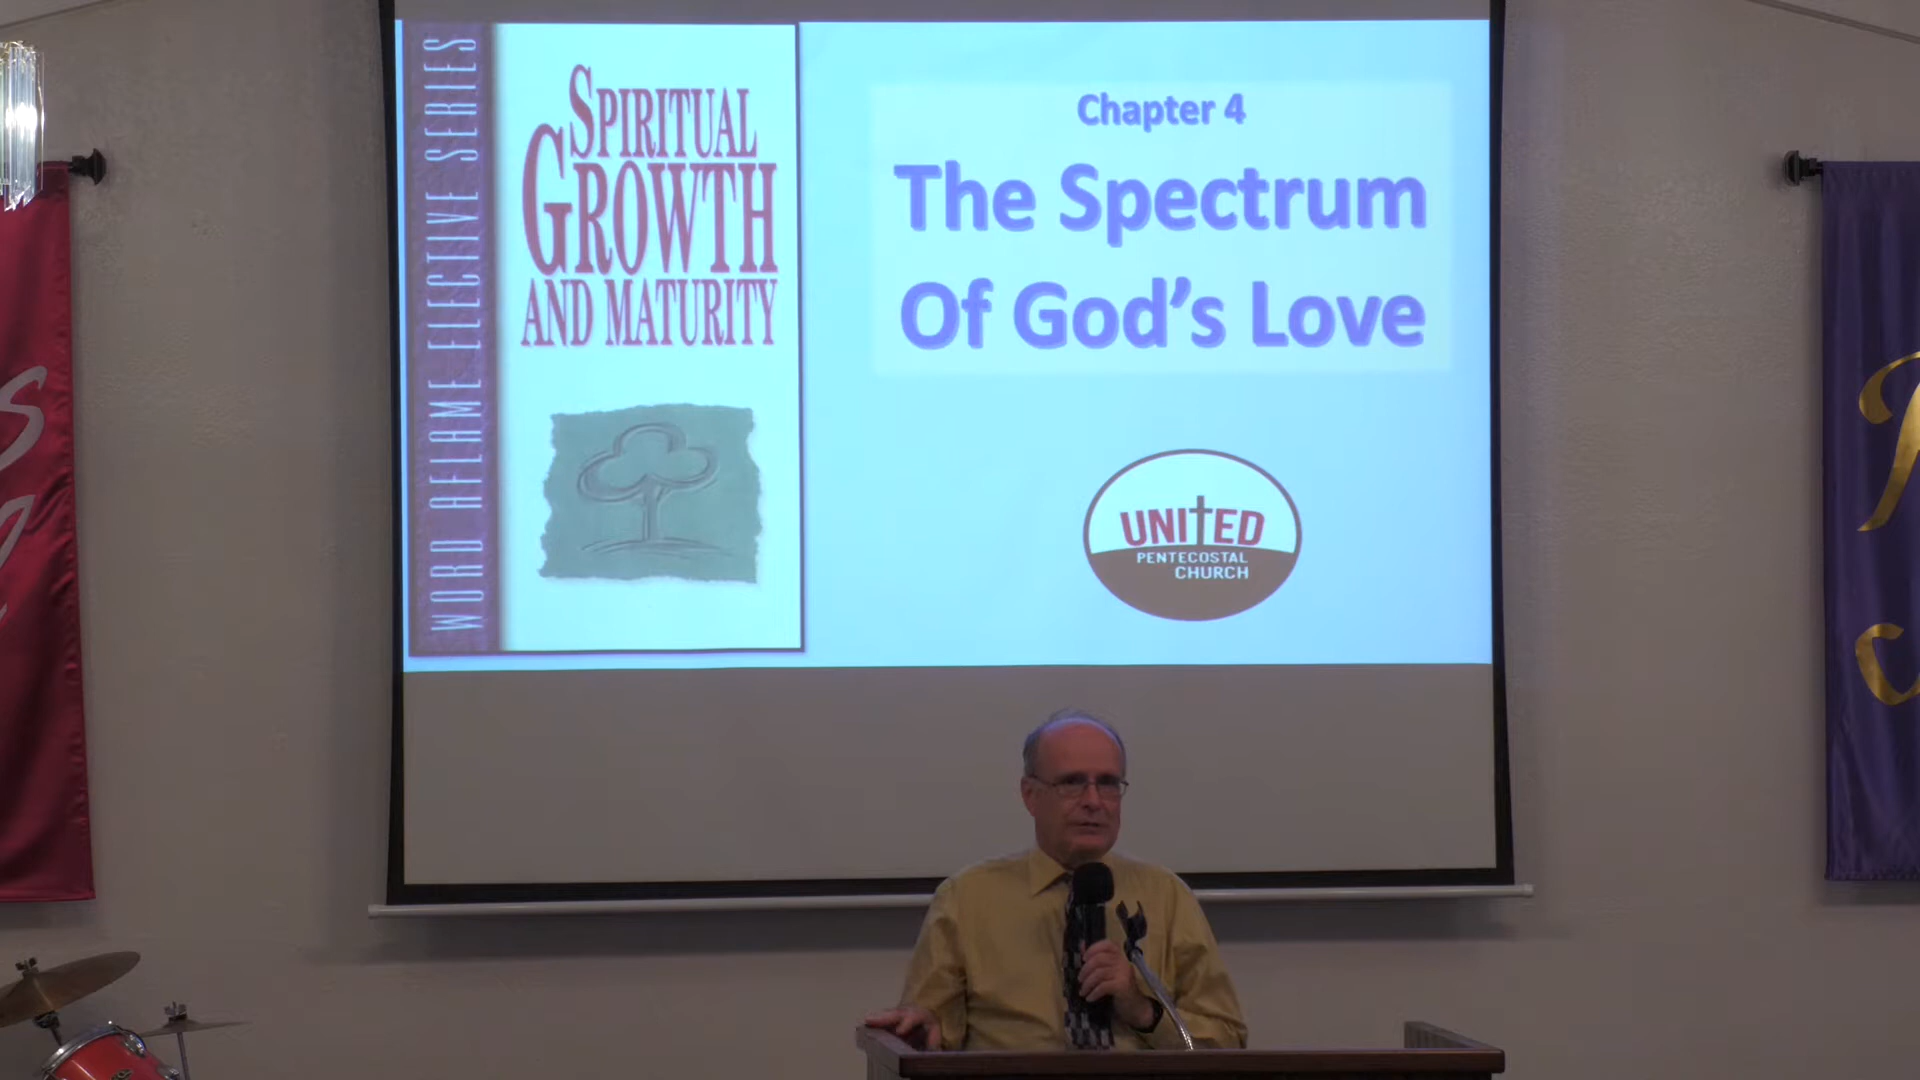 WORD AFLAME ELECTIVE SERIES
SPIRITUAL
GROWTH
AND MATURITY
Chapter 4
The Spectrum
Of God's Love
UNITED
PENTECOSTAL
CHURCH